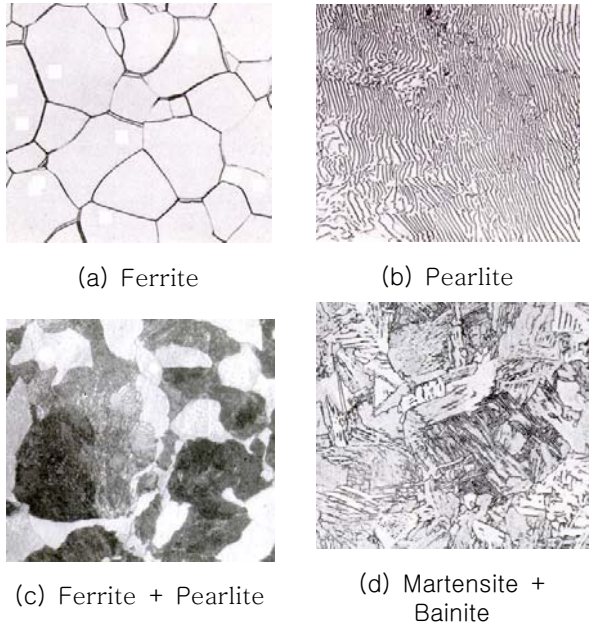 (a) Ferrite
(b) Pearlite
(c) Ferrite + Pearlite
(d) Martensite +
Bainite